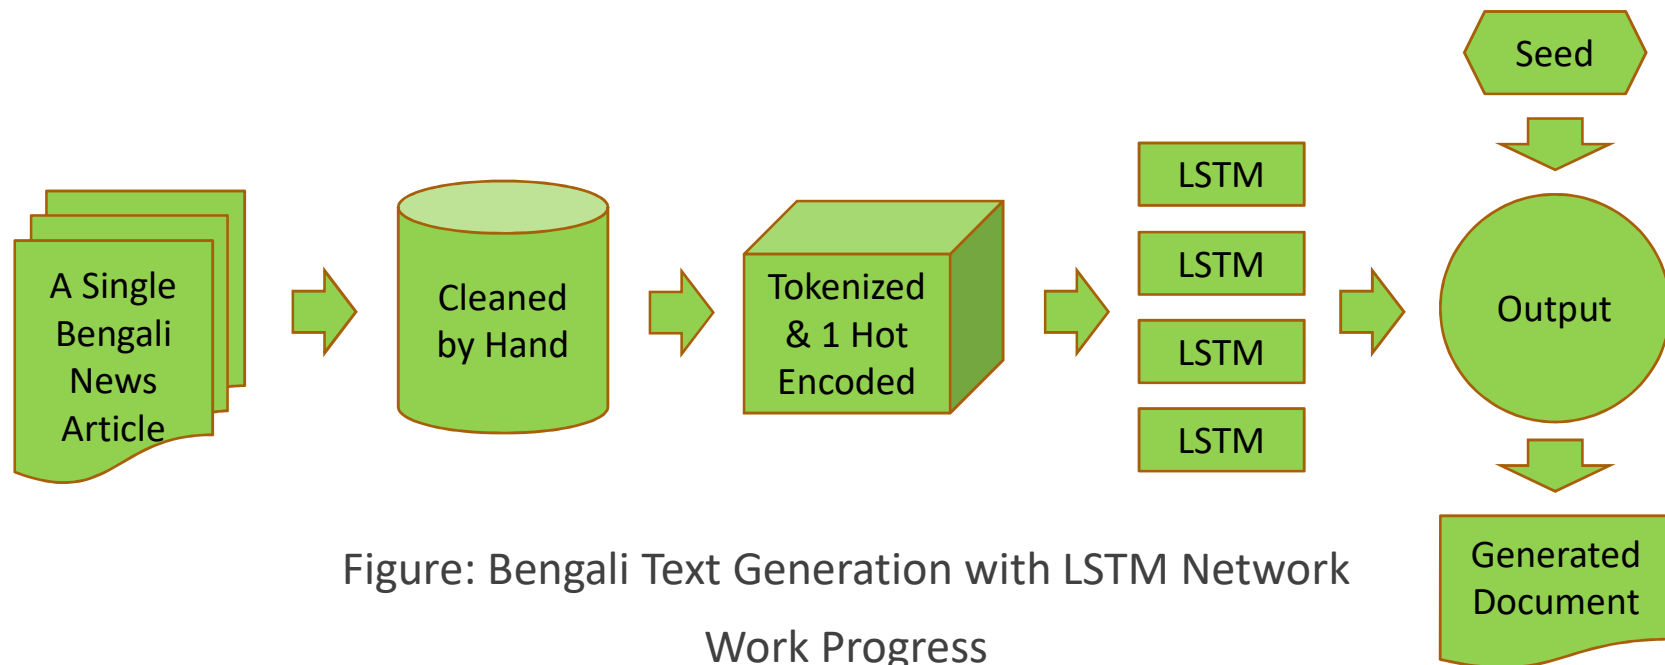 A Single
Bengali
News
Article
Cleaned
by Hand
Tokenized
& 1 Hot
Encoded
LSTM
LSTM
LSTM
LSTM
Seed
Output
Generated
Document
Figure: Bengali Text Generation with LSTM Network
Work Progress